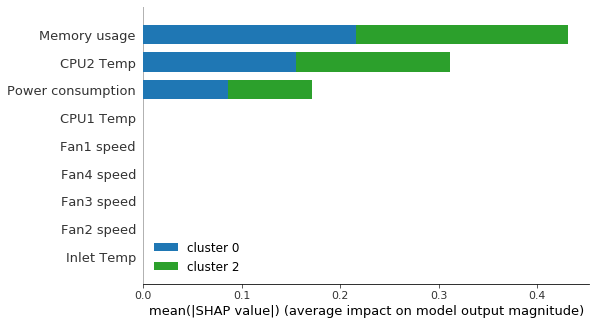 Memory usage
CPU2 Temp
Power consumption
CPU1 Temp
Fan1 speed
Fan4 speed
Fan3 speed
Fan2 speed
Inlet Temp
cluster 0
cluster 2
0.0 0.1 0.2 0.3 0.4
mean(|SHAP value|) (average impact on model output magnitude)